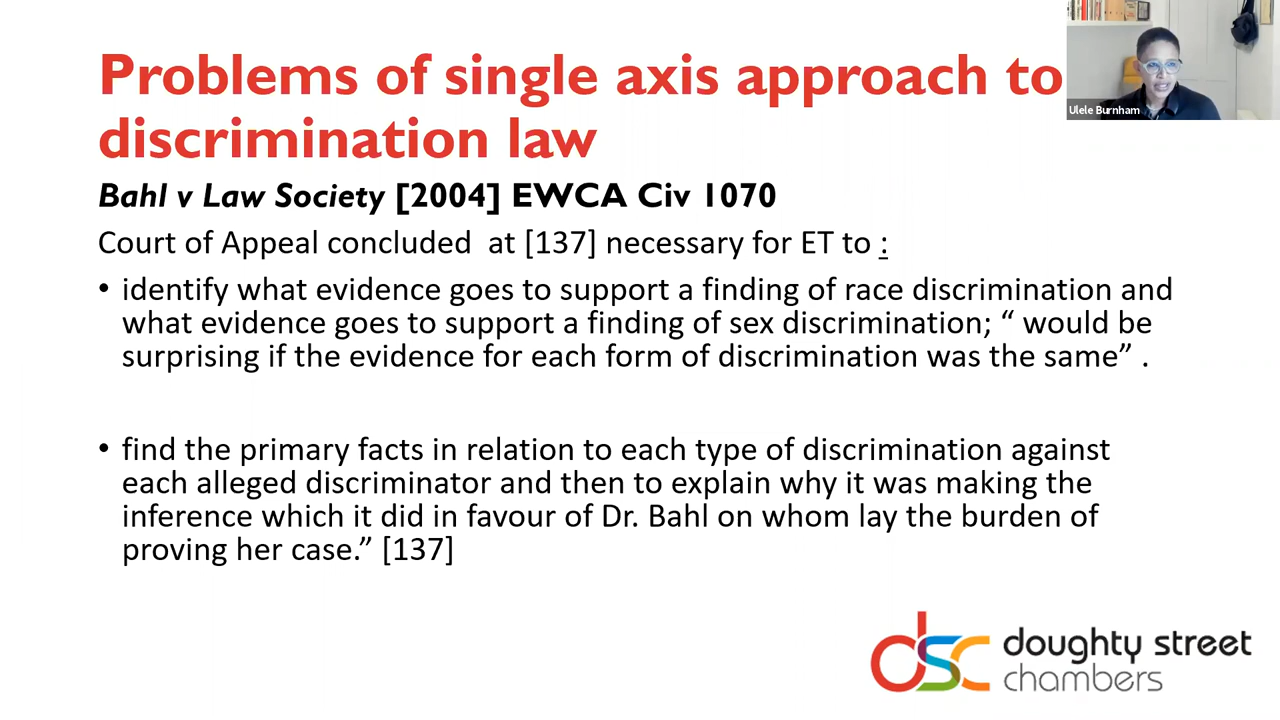 Problems of single axis approach to
discrimination law
Bahl v Law Society [2004] EWCA Civ 1070
Court of Appeal concluded at [137] necessary for ET to :
• identify what evidence goes to support a finding of race discrimination and
what evidence goes to support a finding of sex discrimination; “ would be
surprising if the evidence for each form of discrimination was the same” .
• find the primary facts in relation to each type of discrimination against
each alleged discriminator and then to explain why it was making the
inference which it did in favour of Dr. Bahl on whom lay the burden of
proving her case.” [137]
Ulele Burnham
dsc doughty street
chambers